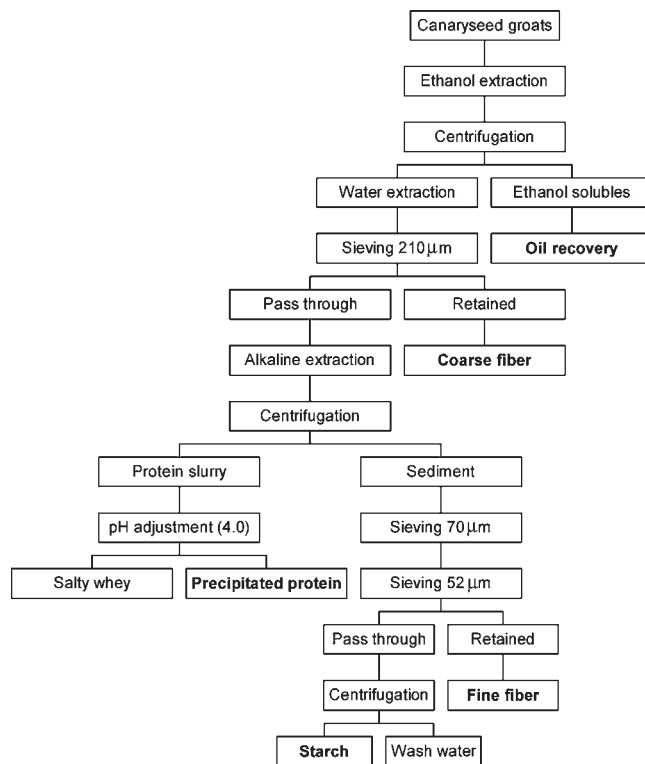 Canaryseed groats
Ethanol extraction
Centrifugation
Water extraction
Ethanol solubles
Sieving 210 μm
Oil recovery
Pass through
Retained
Alkaline extraction
Coarse fiber
Centrifugation
Protein slurry
Sediment
pH adjustment (4.0)
Sieving 70 μm
Salty whey
Precipitated protein
Sieving 52 μm
Pass through
Retained
Centrifugation
Fine fiber
Starch
Wash water